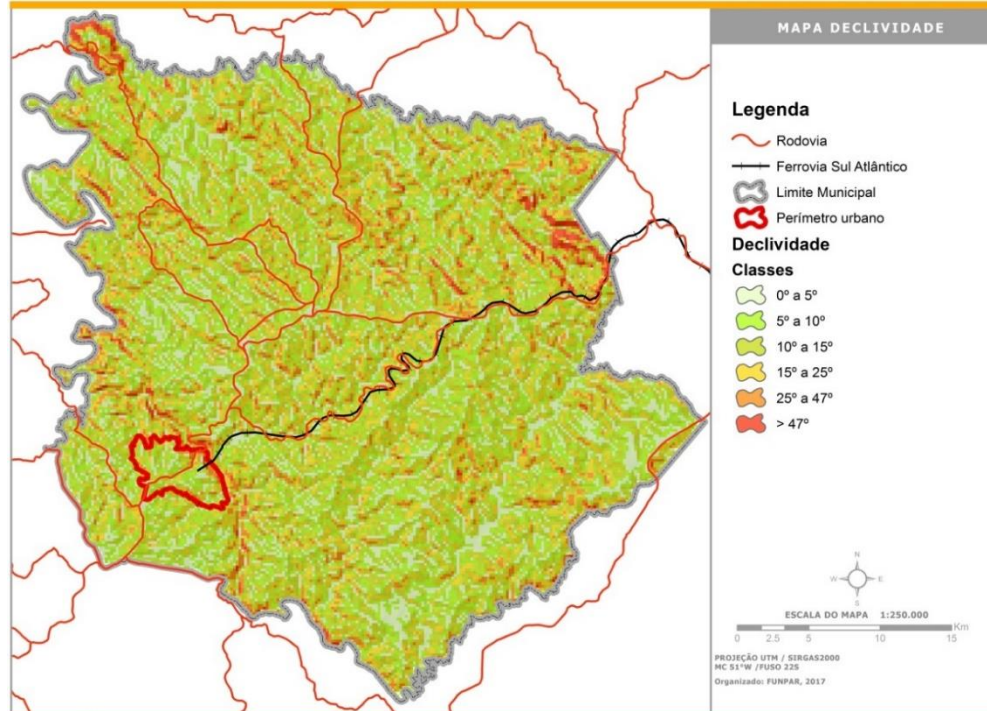 MAPA DECLIVIDADE
Legenda
Rodovia
Ferrovia Sul Atlântico
Limite Municipal
Perímetro urbano
Declividade
Classes
0º a 5º
5º a 10º
10º a 15º
15º a 25º
25º a 47º
> 47º
N
W E
S
ESCALA DO MAPA 1:250.000
0 2.5 5 10 15 Km
PROJEÇÃO UTM / SIRGAS2000
MC 51°W /FUSO 22S
Organizado: FUNPAR, 2017